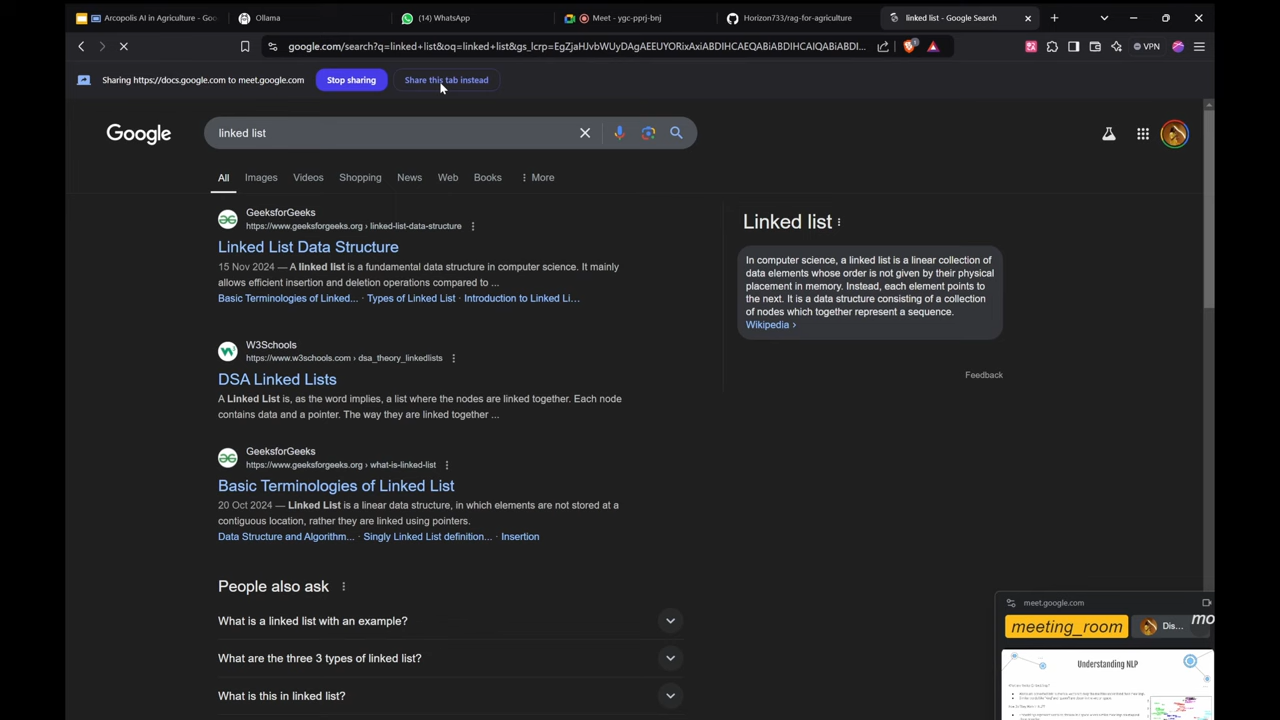 Arcopolis AI in Agriculture - Goo
Ollama
(14) WhatsApp
Meet - ygc-pprj-bnj
Horizon733/rag-for-agriculture
linked list - Google Search
google.com/search?q=linked+list&oq=linked+list&gs_lcrp=EgZjaHJvbWUyDAgAEEUYORixAxiABDIHCAEQABiABDIHCAIQABiABDI...
VPN
Sharing https://docs.google.com to meet.google.com
Stop sharing
Share this tab instead
Google
linked list
All
Images
Videos
Shopping
News
Web
Books
More
GeeksforGeeks
https://www.geeksforgeeks.org › linked-list-data-structure
Linked List Data Structure
15 Nov 2024 — A linked list is a fundamental data structure in computer science. It mainly
allows efficient insertion and deletion operations compared to ...
Basic Terminologies of Linked... · Types of Linked List · Introduction to Linked Li...
Linked list
In computer science, a linked list is a linear collection of
data elements whose order is not given by their physical
placement in memory. Instead, each element points to
the next. It is a data structure consisting of a collection
of nodes which together represent a sequence.
Wikipedia ›
Feedback
W3Schools
https://www.w3schools.com › dsa_theory_linkedlists
DSA Linked Lists
A Linked List is, as the word implies, a list where the nodes are linked together. Each node
contains data and a pointer. The way they are linked together ...
GeeksforGeeks
https://www.geeksforgeeks.org › what-is-linked-list
Basic Terminologies of Linked List
20 Oct 2024 — Linked List is a linear data structure, in which elements are not stored at a
contiguous location, rather they are linked using pointers.
Data Structure and Algorithm... · Singly Linked List definition... · Insertion
People also ask
What is a linked list with an example?
What are the three types of linked list?
What is this in linked list?
meet.google.com
meeting_room
Dis...
mo
Understanding NLP